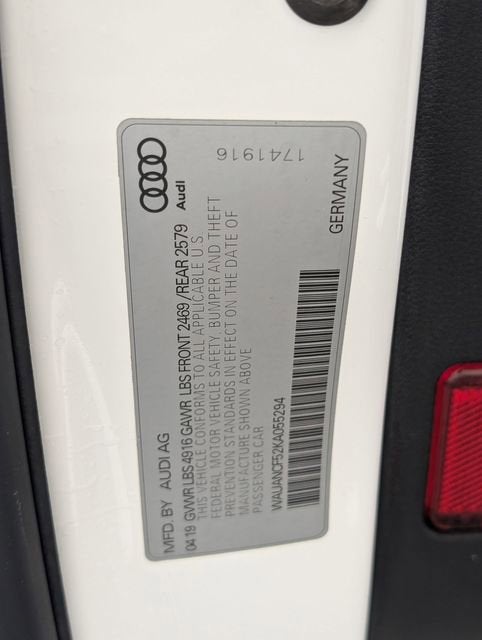 MFD. BY AUDI AG
04 19 GVWR LBS 4916 GAWR LBS FRONT 2469 /REAR 2579
THIS VEHICLE CONFORMS TO ALL APPLICABLE U.S
FEDERAL MOTOR VEHICLE SAFETY, BUMPER AND THEFT
PREVENTION STANDARDS IN EFFECT ON THE DATE OF
MANUFACTURE SHOWN ABOVE
PASSENGER CAR
WAUANCF52KA055294
Audi
1741916
GERMANY